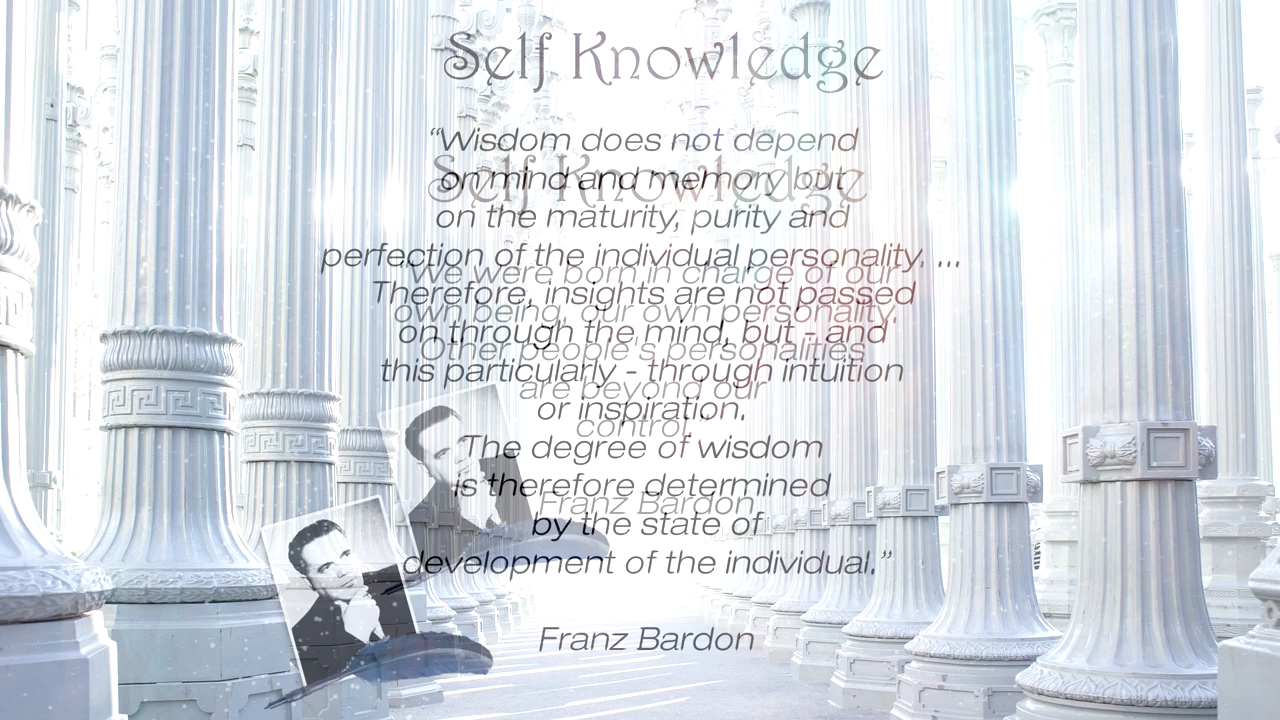 Self Knowledge
“Wisdom does not depend
on mind and memory but
on the maturity, purity and
perfection of the individual personality. ...
Therefore, insights are not passed
on through the mind, but - and
this particularly - through intuition
or inspiration.
The degree of wisdom
is therefore determined
by the state of
development of the individual.”
Franz Bardon
Self Knowledge
“We were born in charge of our
own being, our own personality.
Other people's personalities
are beyond our
control.”
Franz Bardon